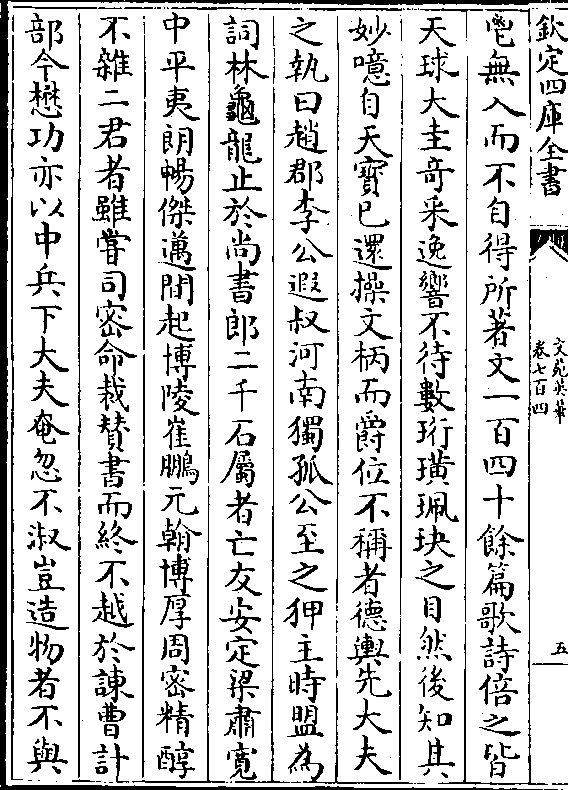 欽定四庫全書
文苑英華
卷七百四
五
鬯無入而不自得所著文一百四十餘篇歌詩倍之皆
天球大圭奇采逸響不待數珩璜珮玦之目然後知其
妙噫自天寳已還操文柄而爵位不稱者德輿先大夫
之執曰趙郡李公遐叔河南獨孤公至之狎主時盟為
詞林龜龍止於尚書郎二千石屬者亡友安定梁肅寛
中平夷朗暢傑邁間起博陵崔鵬元翰博厚周密精醇
不雜二君者雖嘗司密命裁賛書而終不越於諫曹計
部今懋功亦以中兵下大夫奄忽不淑豈造物者不與